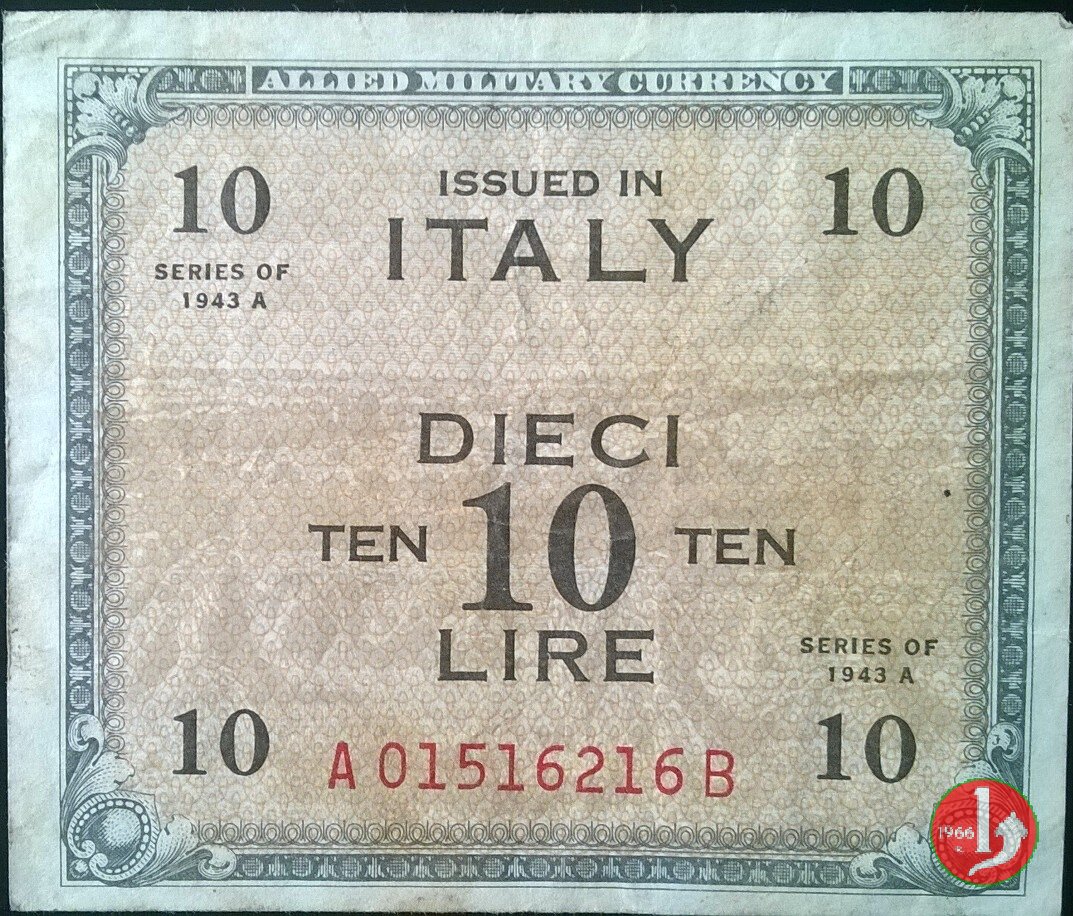 ALLIED MILITARY CURRENCY
ISSUED IN
ITALY
10 10
SERIES OF
1943 A
DIECI
TEN 10 TEN
LIRE
SERIES OF
1943 A
10 10
A01516216B
1966